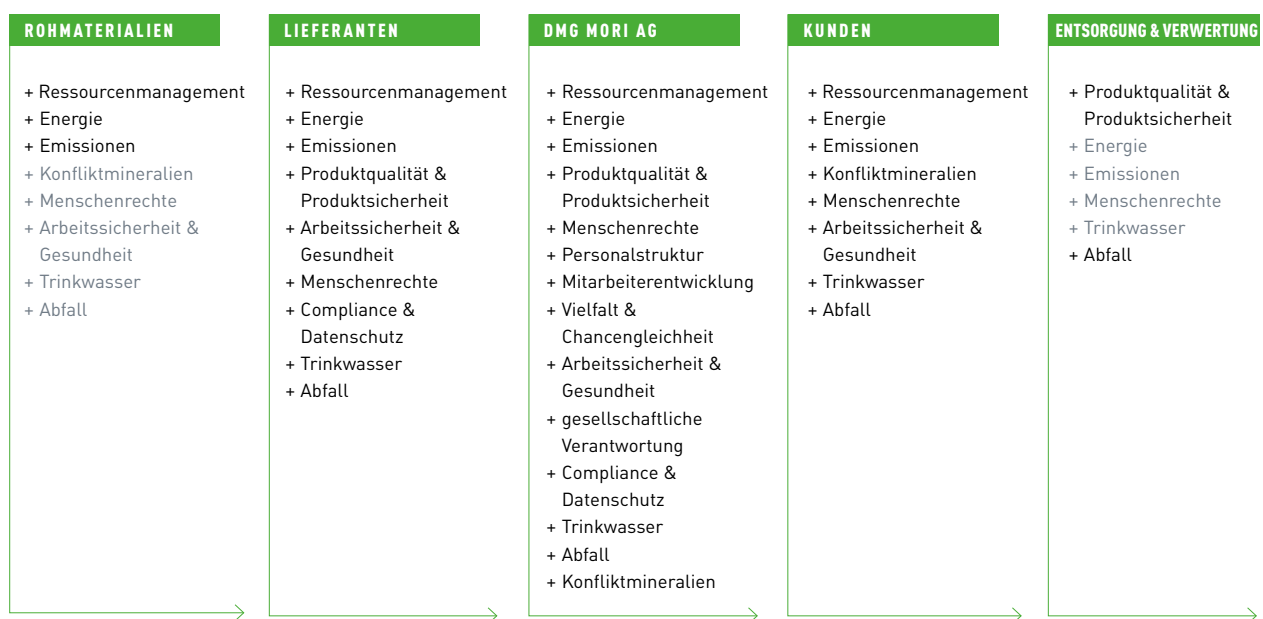 ROHMATERIALIEN
+ Ressourcenmanagement
+ Energie
+ Emissionen
+ Konfliktmineralien
+ Menschenrechte
+ Arbeitssicherheit &
Gesundheit
+ Trinkwasser
+ Abfall
LIEFERANTEN
+ Ressourcenmanagement
+ Energie
+ Emissionen
+ Produktqualität &
Produktsicherheit
+ Arbeitssicherheit &
Gesundheit
+ Menschenrechte
+ Compliance &
Datenschutz
+ Trinkwasser
+ Abfall
DMG MORI AG
+ Ressourcenmanagement
+ Energie
+ Emissionen
+ Produktqualität &
Produktsicherheit
+ Menschenrechte
+ Personalstruktur
+ Mitarbeiterentwicklung
+ Vielfalt &
Chancengleichheit
+ Arbeitssicherheit &
Gesundheit
+ gesellschaftliche
Verantwortung
+ Compliance &
Datenschutz
+ Trinkwasser
+ Abfall
+ Konfliktmineralien
KUNDEN
+ Ressourcenmanagement
+ Energie
+ Emissionen
+ Konfliktmineralien
+ Menschenrechte
+ Arbeitssicherheit &
Gesundheit
+ Trinkwasser
+ Abfall
ENTSORGUNG & VERWERTUNG
+ Produktqualität &
Produktsicherheit
+ Energie
+ Emissionen
+ Menschenrechte
+ Trinkwasser
+ Abfall